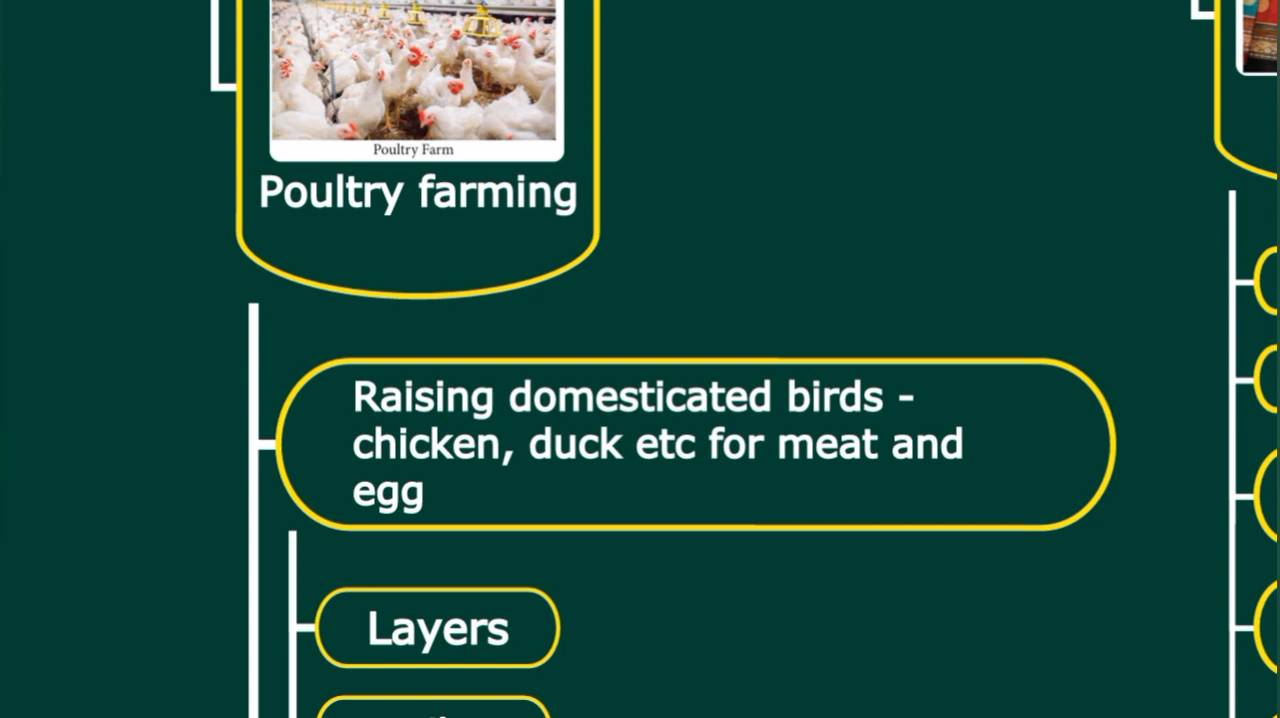 Poultry Farm
Poultry farming
Raising domesticated birds -
chicken, duck etc for meat and
egg
Layers